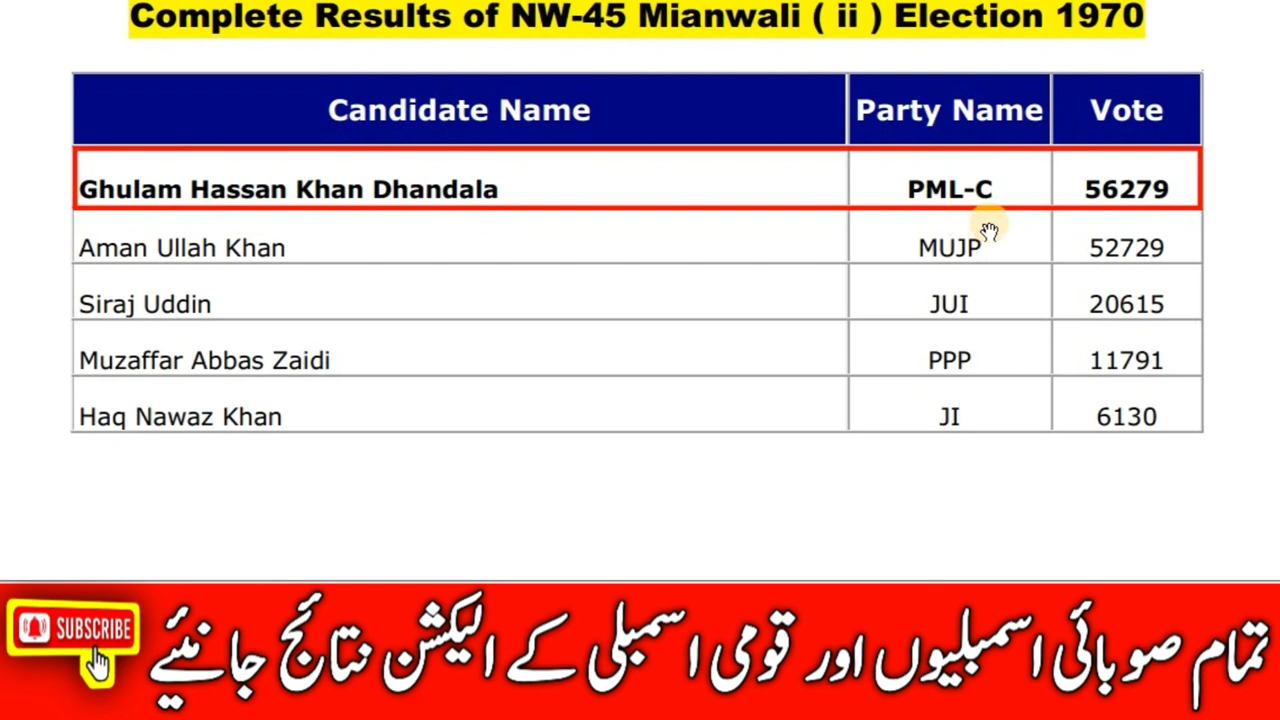 Complete Results of NW-45 Mianwali ( ii ) Election 1970
Candidate Name Party Name Vote
Ghulam Hassan Khan Dhandala PML-C 56279
Aman Ullah Khan MUJP 52729
Siraj Uddin JUI 20615
Muzaffar Abbas Zaidi PPP 11791
Haq Nawaz Khan JI 6130
SUBSCRIBE
تمام صوبائی اسمبلیوں اور قومی اسمبلی کے الیکشن نتائج جانیئے